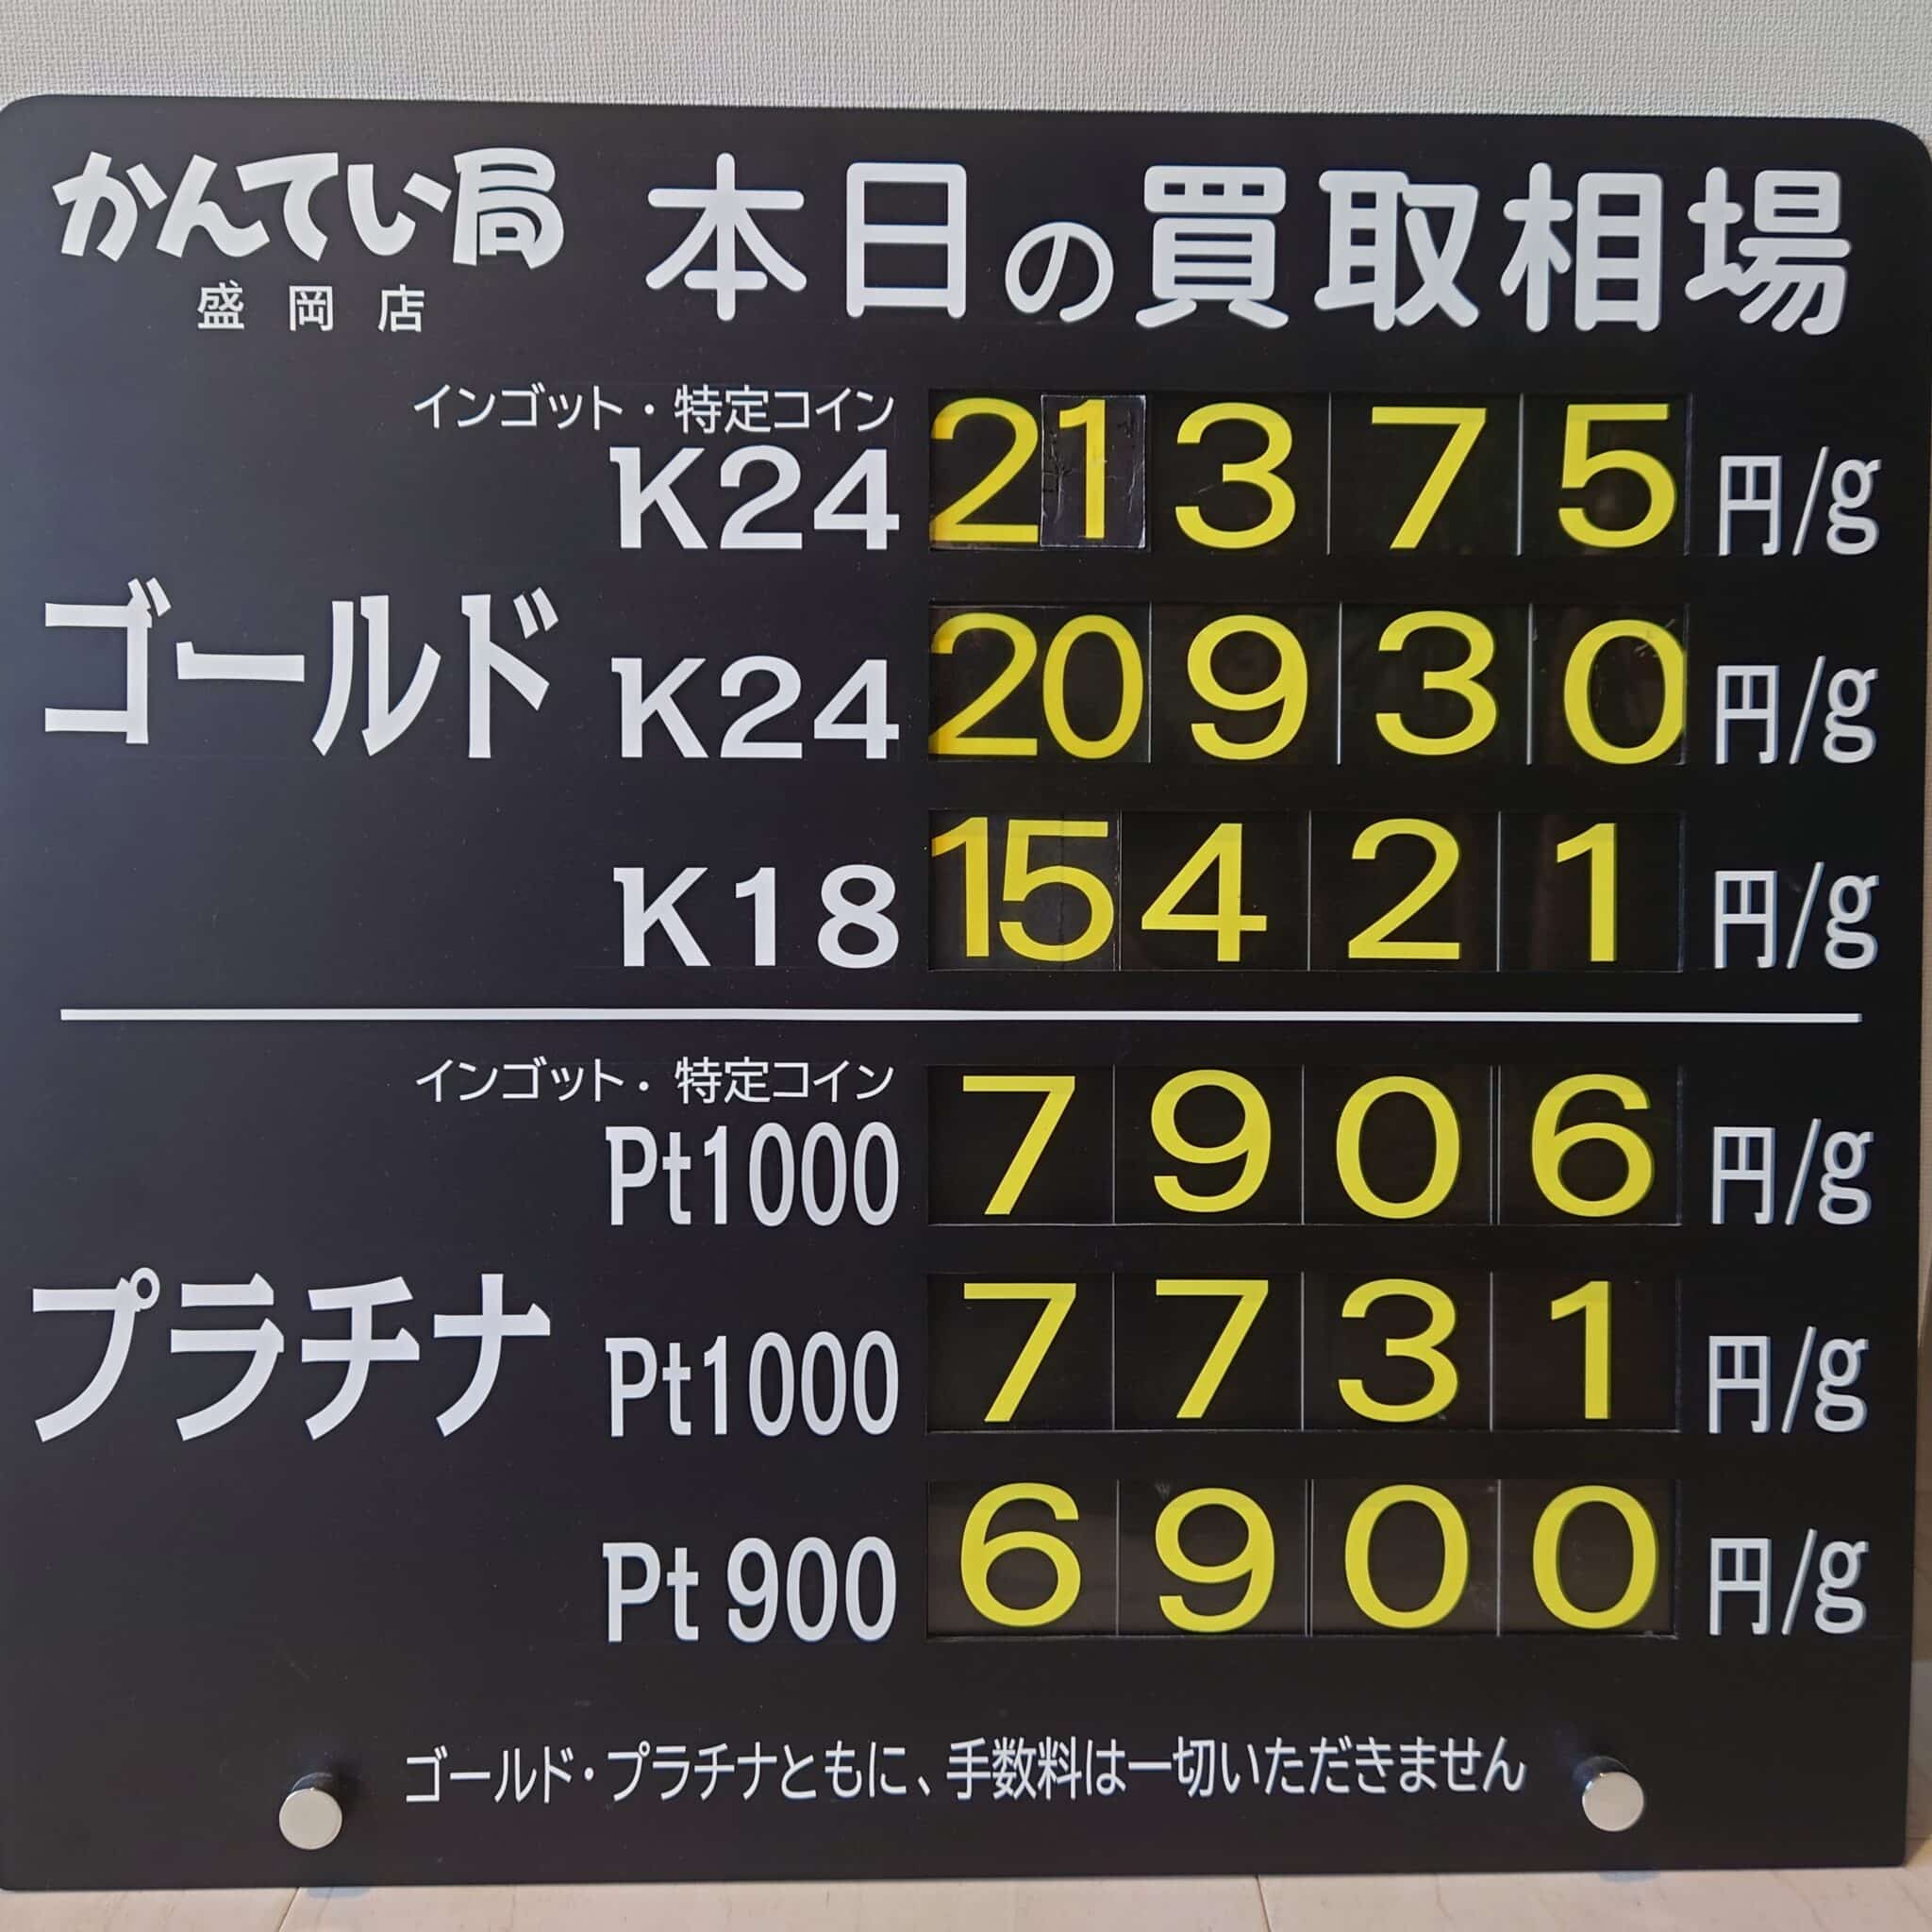 かんてい局 本日の買取相場
盛岡店
インゴット・特定コイン
K24 21375 円/g
ゴールド K24 20930 円/g
K18 15421 円/g
インゴット・特定コイン
Pt1000 7906 円/g
プラチナ Pt1000 7731 円/g
Pt 900 6900 円/g
ゴールド・プラチナともに、手数料は一切いただきません